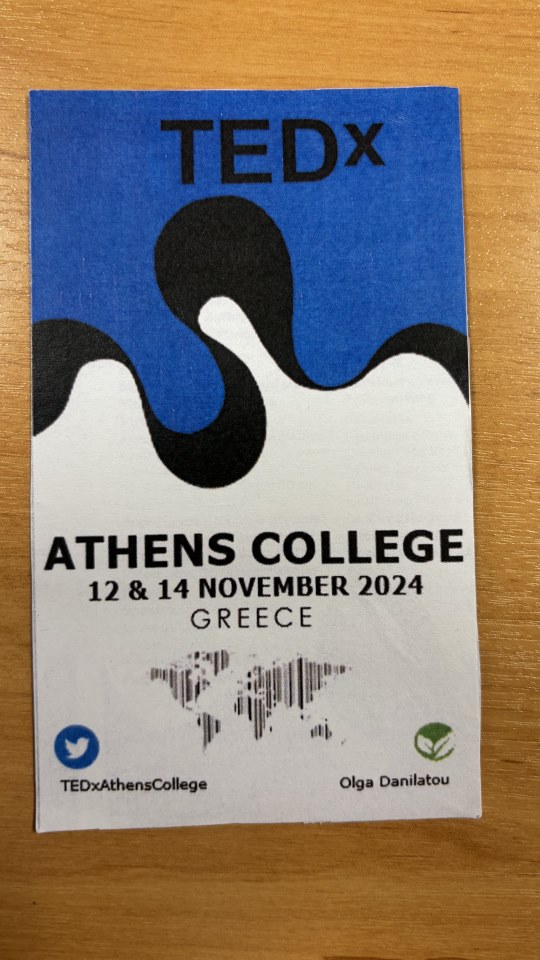 TEDx
ATHENS COLLEGE
12 & 14 NOVEMBER 2024
GREECE
TEDxAthensCollege
Olga Danilatou